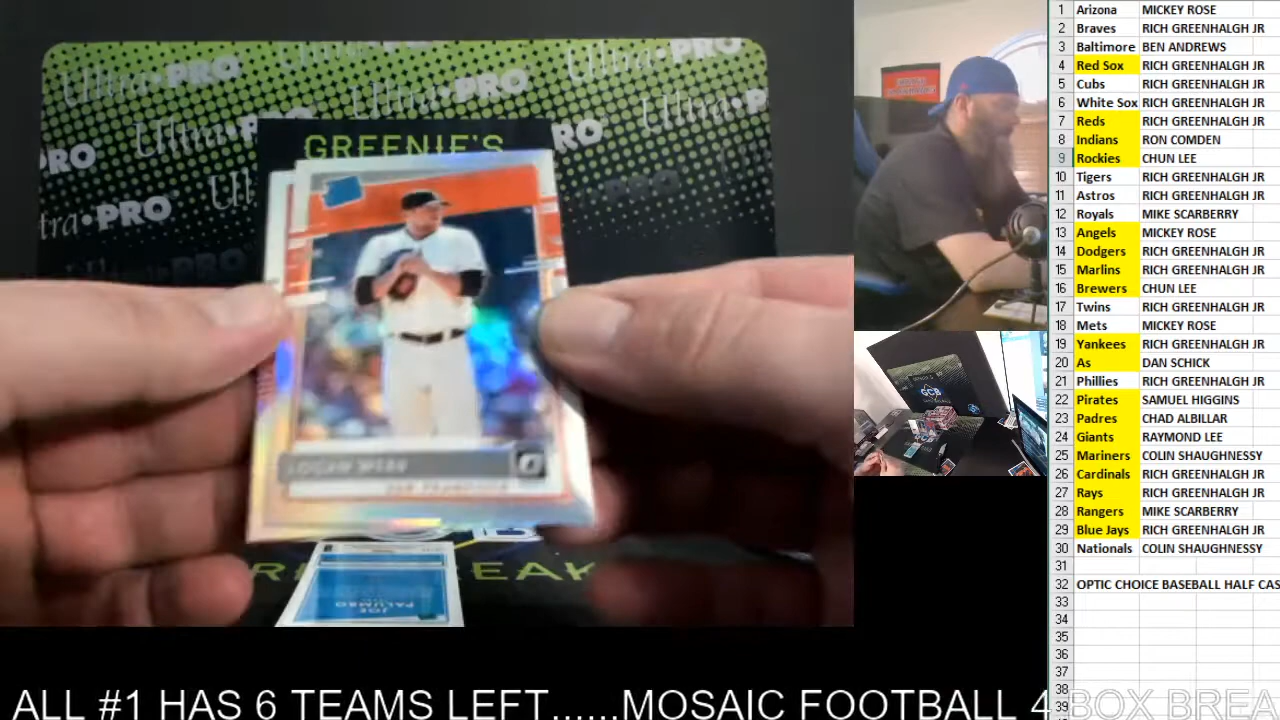 Ultra•PRO
GREENIE'S
PRO
LOGAN WEBB
JOE
PALUMBO
BREAK
GCB
1 Arizona MICKEY ROSE
2 Braves RICH GREENHALGH JR
3 Baltimore BEN ANDREWS
4 Red Sox RICH GREENHALGH JR
5 Cubs RICH GREENHALGH JR
6 White Sox RICH GREENHALGH JR
7 Reds RICH GREENHALGH JR
8 Indians RON COMDEN
9 Rockies CHUN LEE
10 Tigers RICH GREENHALGH JR
11 Astros RICH GREENHALGH JR
12 Royals MIKE SCARBERRY
13 Angels MICKEY ROSE
14 Dodgers RICH GREENHALGH JR
15 Marlins RICH GREENHALGH JR
16 Brewers CHUN LEE
17 Twins RICH GREENHALGH JR
18 Mets MICKEY ROSE
19 Yankees RICH GREENHALGH JR
20 As DAN SCHICK
21 Phillies RICH GREENHALGH JR
22 Pirates SAMUEL HIGGINS
23 Padres CHAD ALBILLAR
24 Giants RAYMOND LEE
25 Mariners COLIN SHAUGHNESSY
26 Cardinals RICH GREENHALGH JR
27 Rays RICH GREENHALGH JR
28 Rangers MIKE SCARBERRY
29 Blue Jays RICH GREENHALGH JR
30 Nationals COLIN SHAUGHNESSY
31
32 OPTIC CHOICE BASEBALL HALF CAS
33
34
35
36
37
38
39
ALL #1 HAS 6 TEAMS LEFT......MOSAIC FOOTBALL 4 BOX BREA